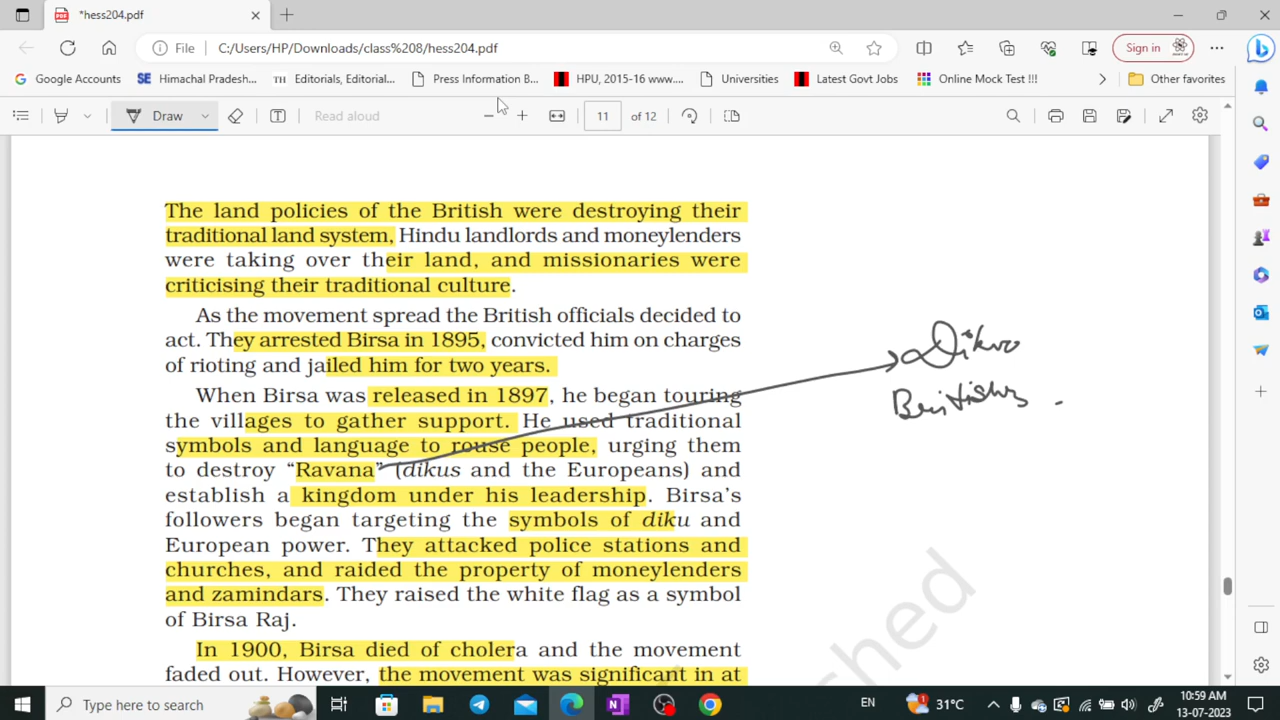 *hess204.pdf
File C:/Users/HP/Downloads/class%208/hess204.pdf Sign in
Google Accounts SE Himachal Pradesh... TH Editorials, Editorial... Press Information B... HPU, 2015-16 www.... Universities Latest Govt Jobs Online Mock Test !!! Other favorites
Draw Read aloud 11 of 12
The land policies of the British were destroying their
traditional land system, Hindu landlords and moneylenders
were taking over their land, and missionaries were
criticising their traditional culture.
As the movement spread the British officials decided to
act. They arrested Birsa in 1895, convicted him on charges
of rioting and jailed him for two years.
When Birsa was released in 1897, he began touring
the villages to gather support. He used traditional
symbols and language to rouse people, urging them
to destroy “Ravana” (dikus and the Europeans) and
establish a kingdom under his leadership. Birsa’s
followers began targeting the symbols of diku and
European power. They attacked police stations and
churches, and raided the property of moneylenders
and zamindars. They raised the white flag as a symbol
of Birsa Raj.
In 1900, Birsa died of cholera and the movement
faded out. However, the movement was significant in at
Type here to search EN 1 31°C 10:59 AM
13-07-2023